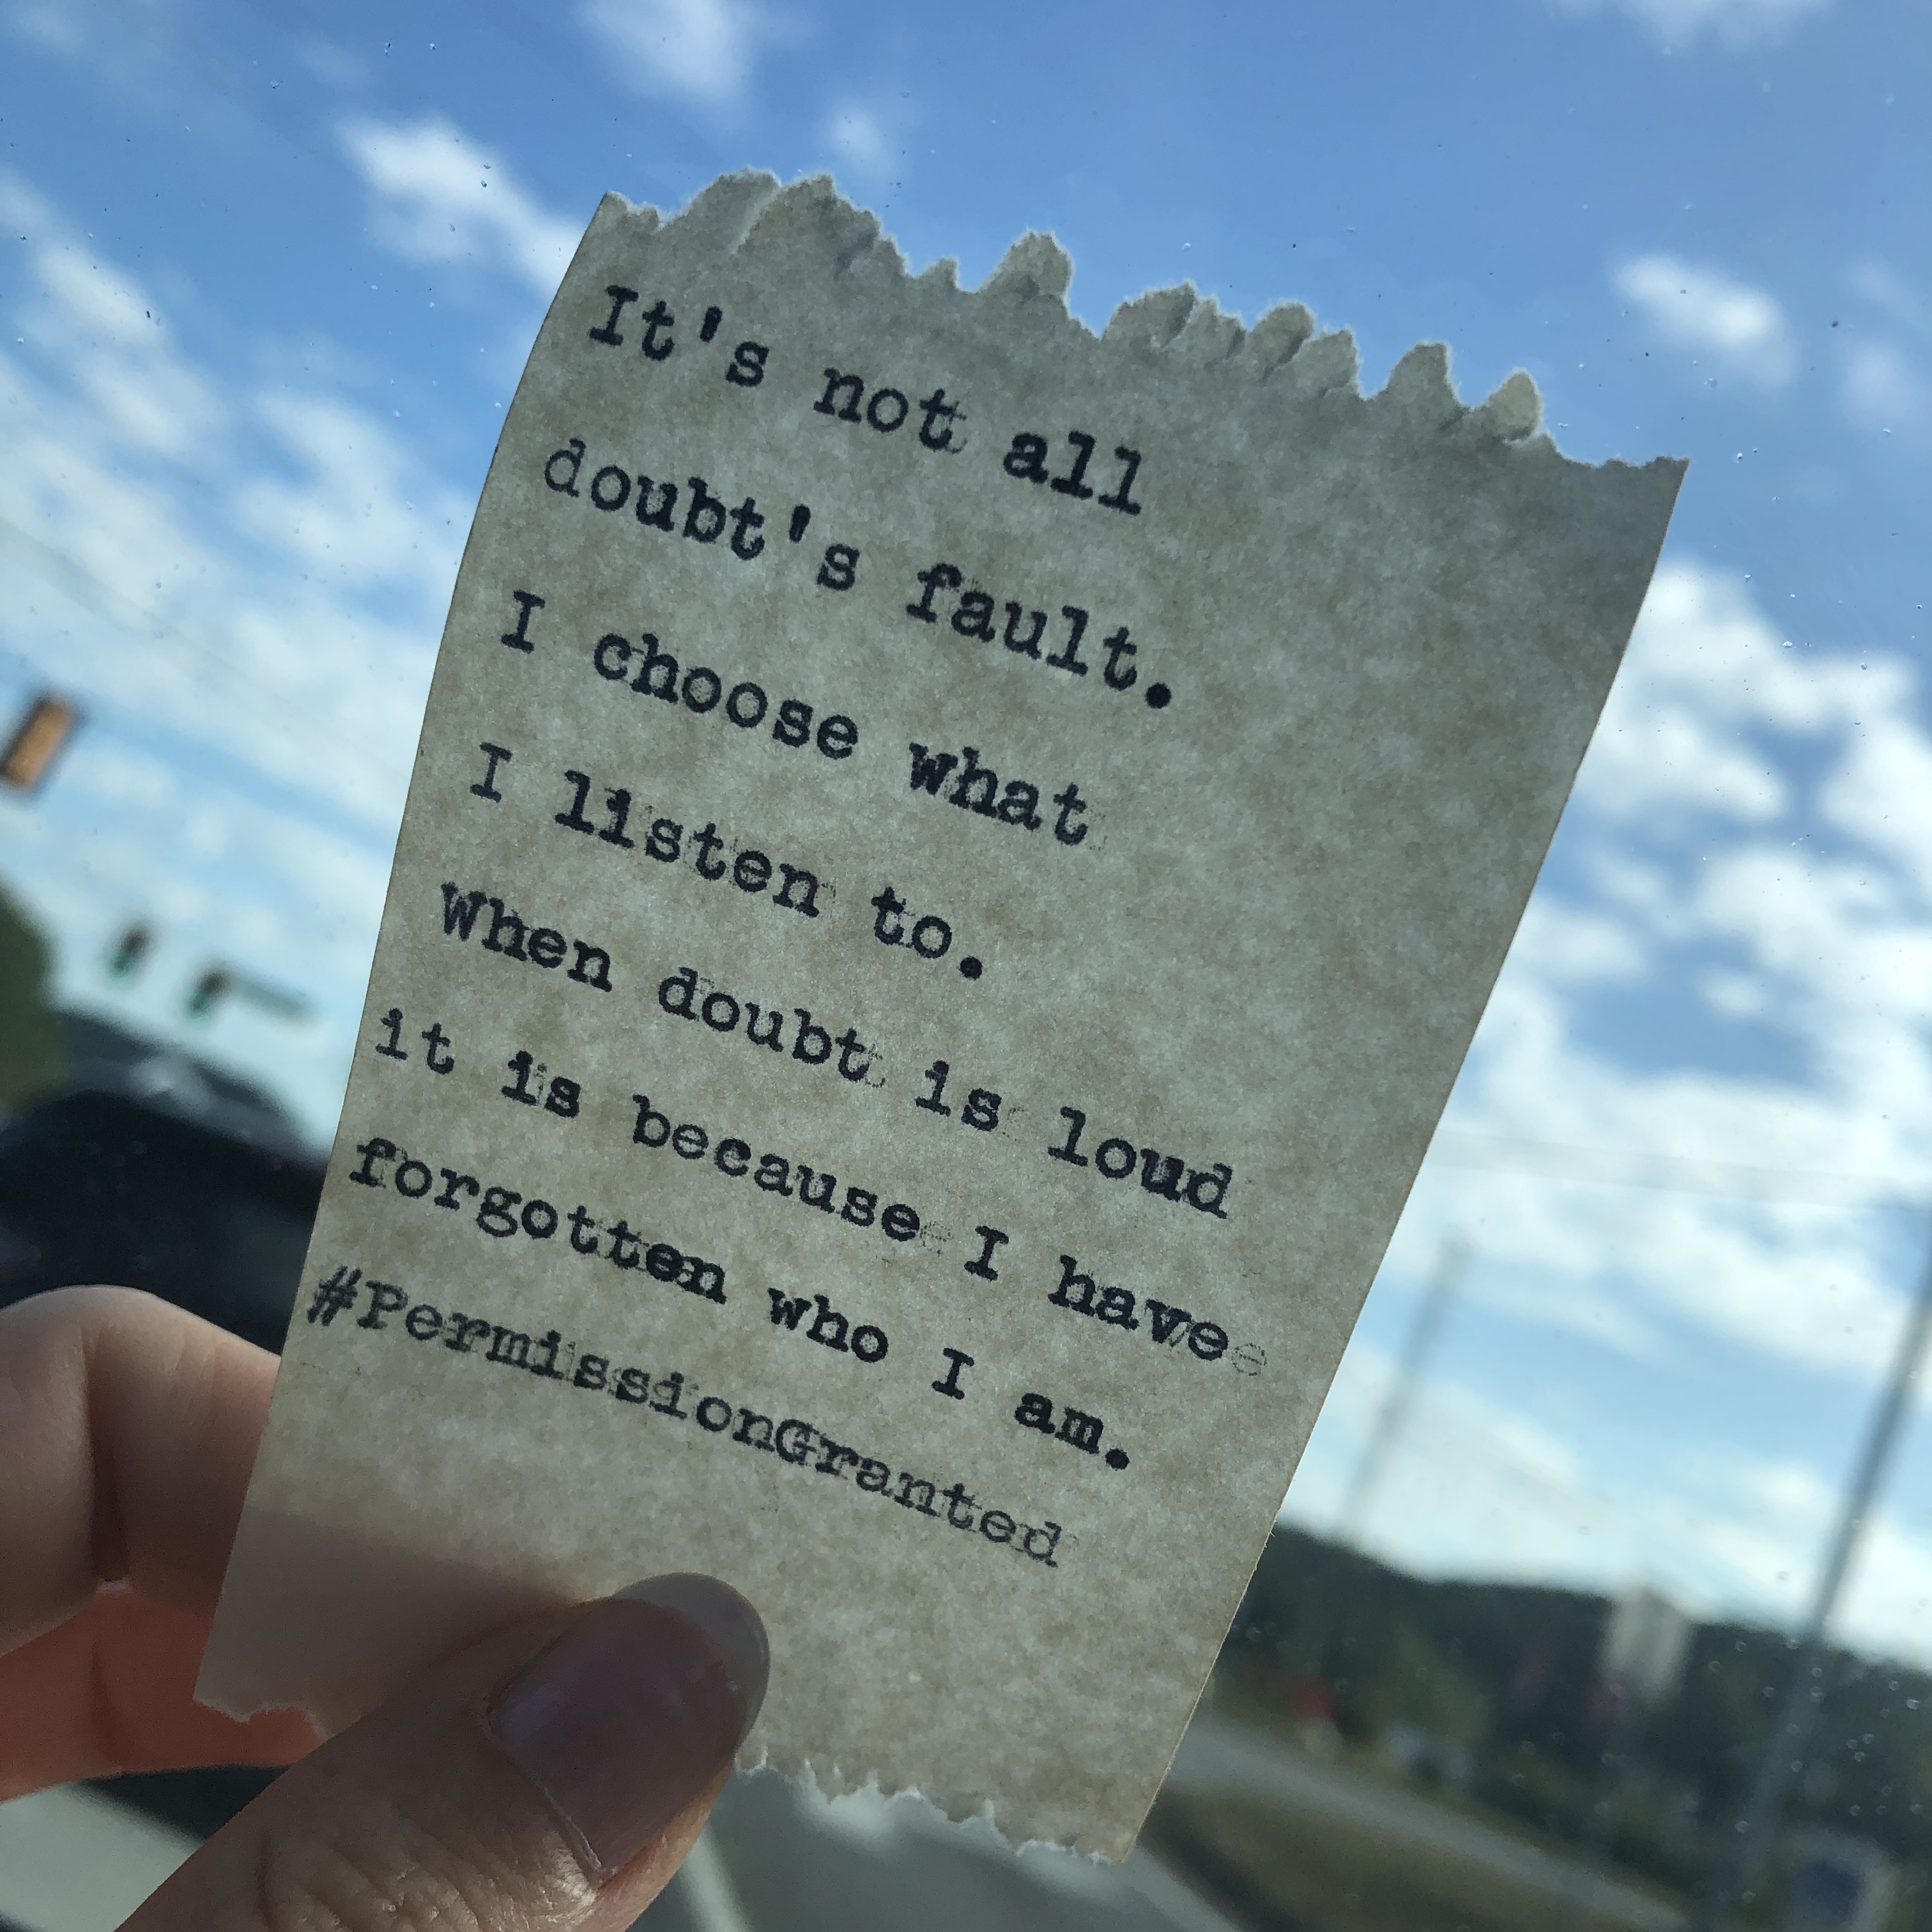 It's not all
doubt's fault.
I choose what
I listen to.
When doubt is loud
it is because I have
forgotten who I am.
#PermissionGranted